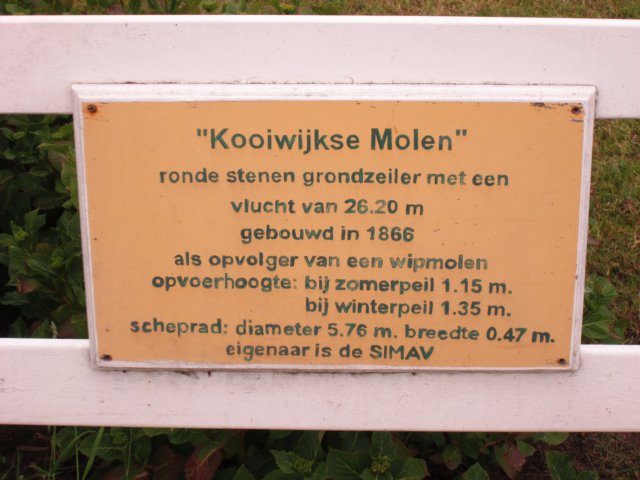 "Kooiwijkse Molen"
ronde stenen grondzeiler met een
vlucht van 26.20 m
gebouwd in 1866
als opvolger van een wipmolen
opvoerhoogte: bij zomerpeil 1.15 m.
bij winterpeil 1.35 m.
scheprad: diameter 5.76 m. breedte 0.47 m.
eigenaar is de SIMAV